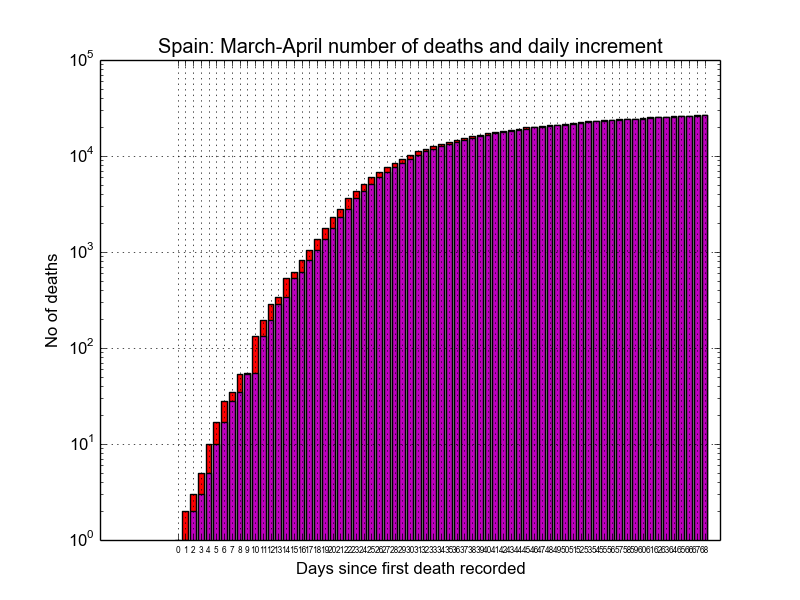 Spain: March-April number of deaths and daily increment
10^5
10^4
10^3
10^2
10^1
10^0
No of deaths
0 1 2 3 4 5 6 7 8 9 10 11 12 13 14 15 16 17 18 19 20 21 22 23 24 25 26 27 28 29 30 31 32 33 34 35 36 37 38 39 40 41 42 43 44 45 46 47 48 49 50 51 52 53 54 55 56 57 58 59 60 61 62 63 64 65 66 67 68
Days since first death recorded